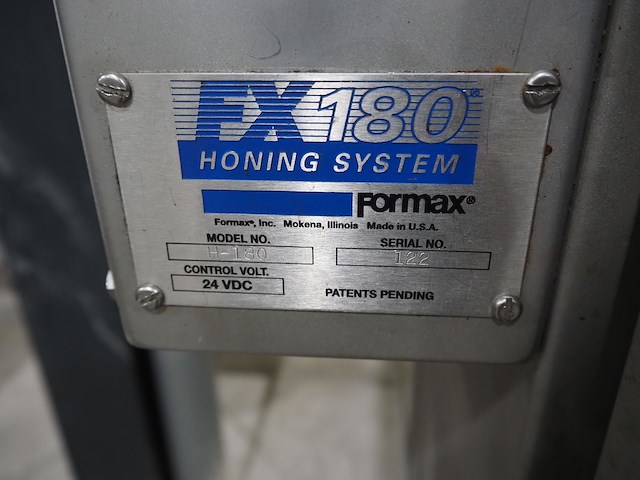 FX180®
HONING SYSTEM
Formax®
Formax®, Inc. Mokena, Illinois Made in U.S.A.
MODEL NO. SERIAL NO.
H-180 122
CONTROL VOLT.
24 VDC PATENTS PENDING